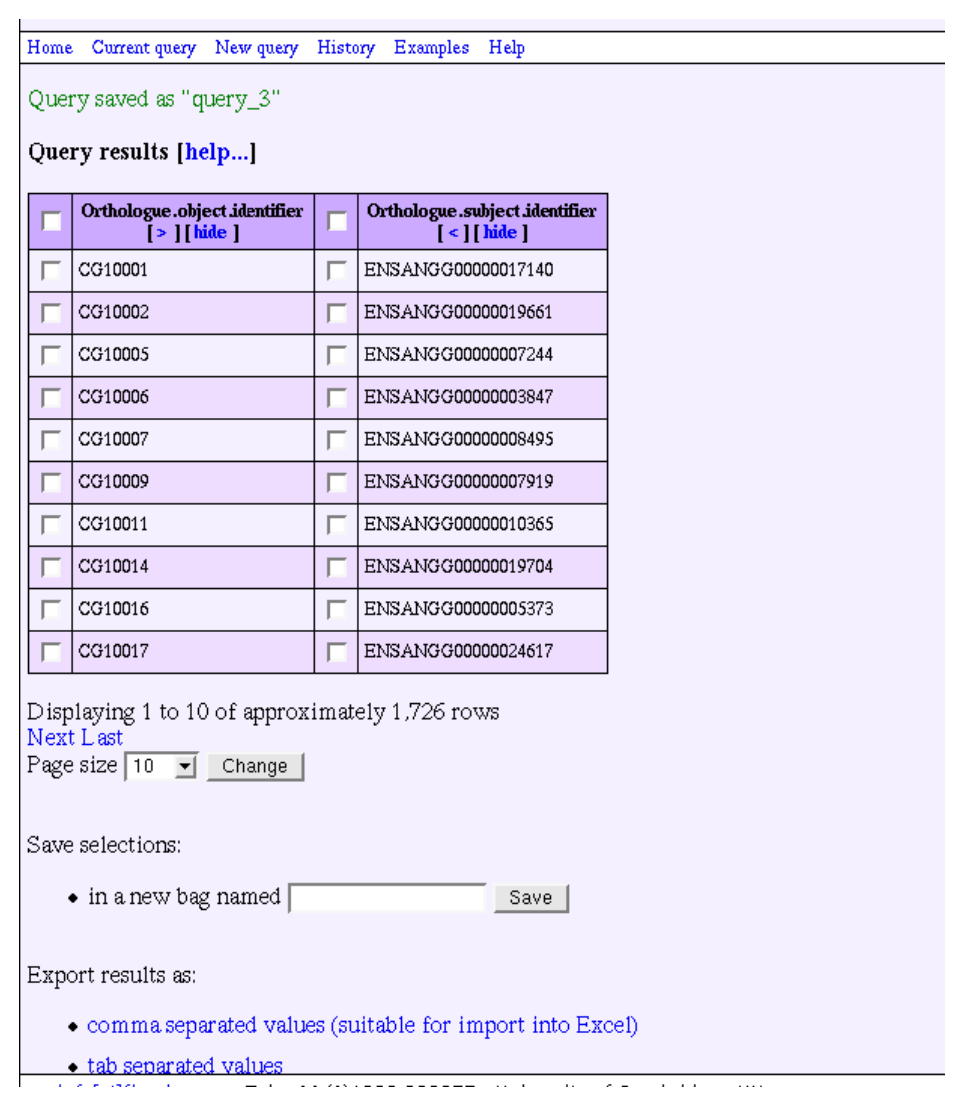 Home Current query New query History Examples Help
Query saved as "query_3"
Query results [help...]
Orthologue.object.identifier
[ > ] [ hide ]
Orthologue.subject.identifier
[ < ] [ hide ]
CG10001 ENSANGG00000017140
CG10002 ENSANGG00000019661
CG10005 ENSANGG00000007244
CG10006 ENSANGG00000003847
CG10007 ENSANGG00000008495
CG10009 ENSANGG00000007919
CG10011 ENSANGG00000010365
CG10014 ENSANGG00000019704
CG10016 ENSANGG00000005373
CG10017 ENSANGG00000024617
Displaying 1 to 10 of approximately 1,726 rows
Next Last
Page size 10 Change
Save selections:
• in a new bag named Save
Export results as:
• comma separated values (suitable for import into Excel)
• tab separated values